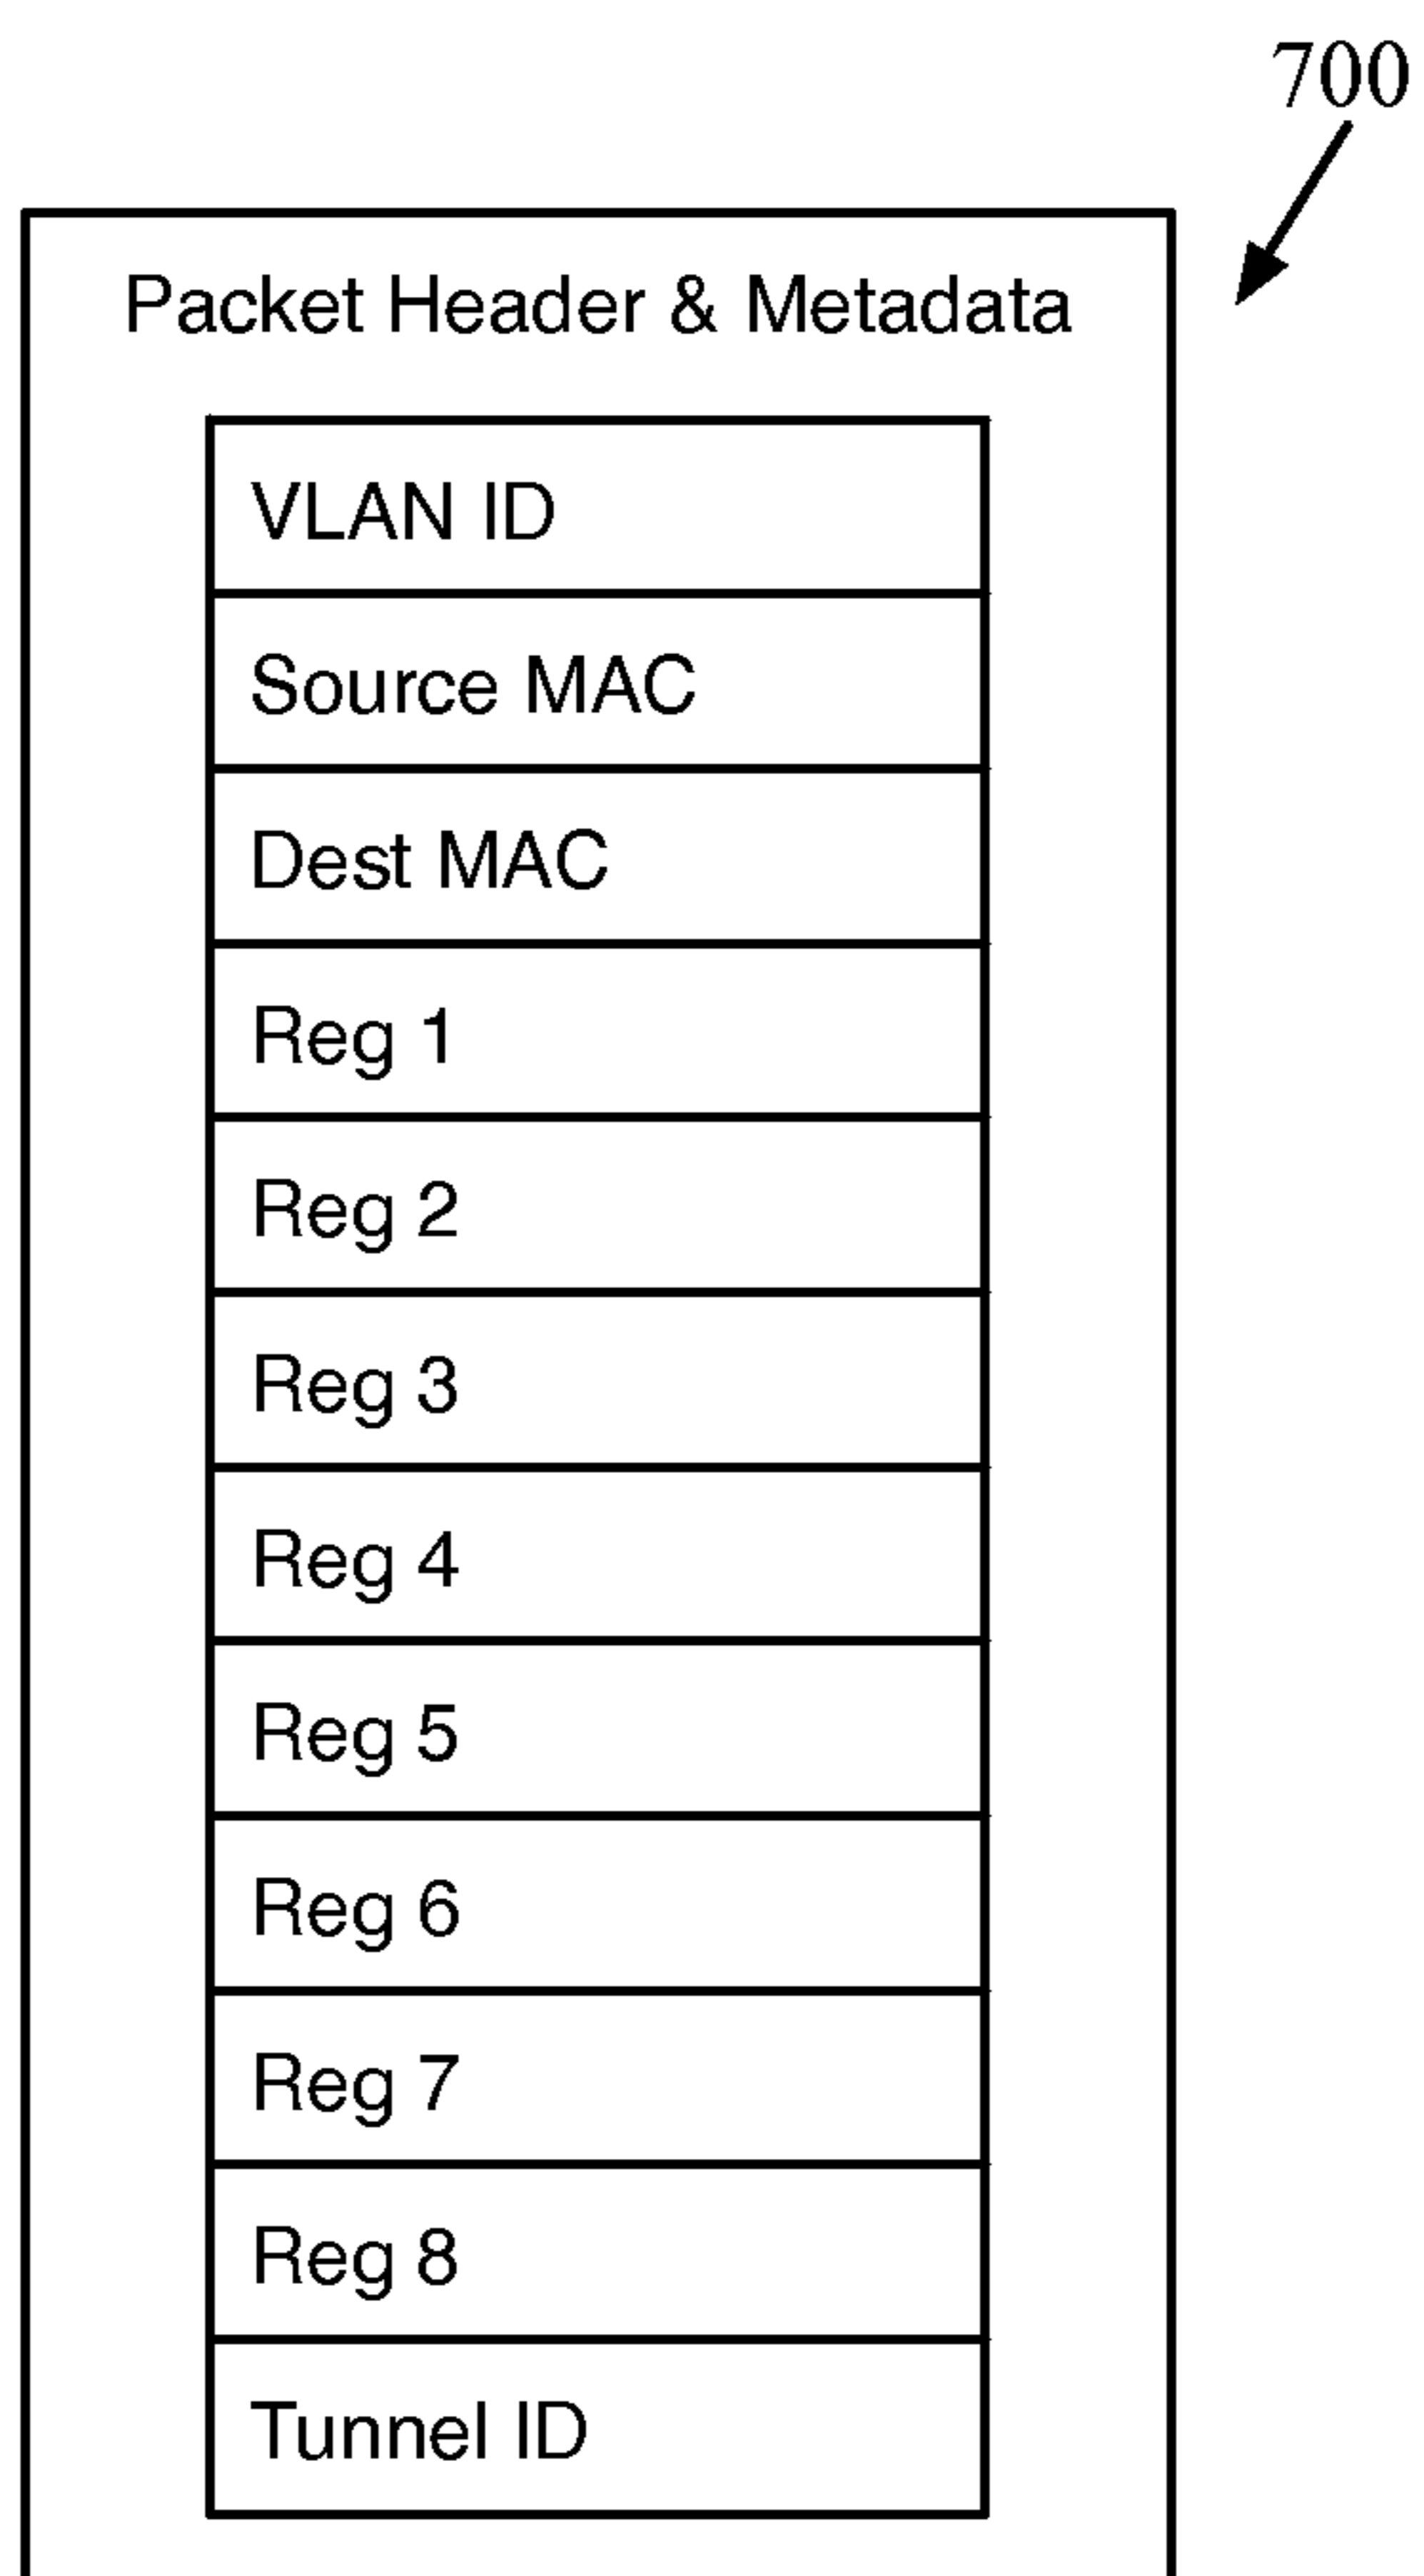 700
Packet Header & Metadata
VLAN ID
Source MAC
Dest MAC
Reg 1
Reg 2
Reg 3
Reg 4
Reg 5
Reg 6
Reg 7
Reg 8
Tunnel ID